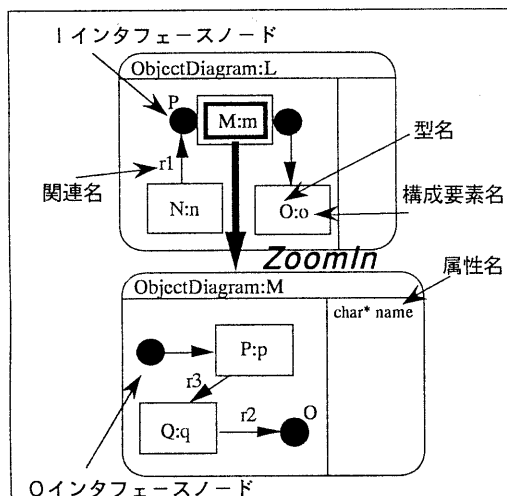 Iインタフェースノード
ObjectDiagram:L
P
M:m
型名
r1
関連名
N:n
O:o
構成要素名
ZoomIn
属性名
ObjectDiagram:M
char* name
P:p
r3
Q:q
r2
O
Oインタフェースノード